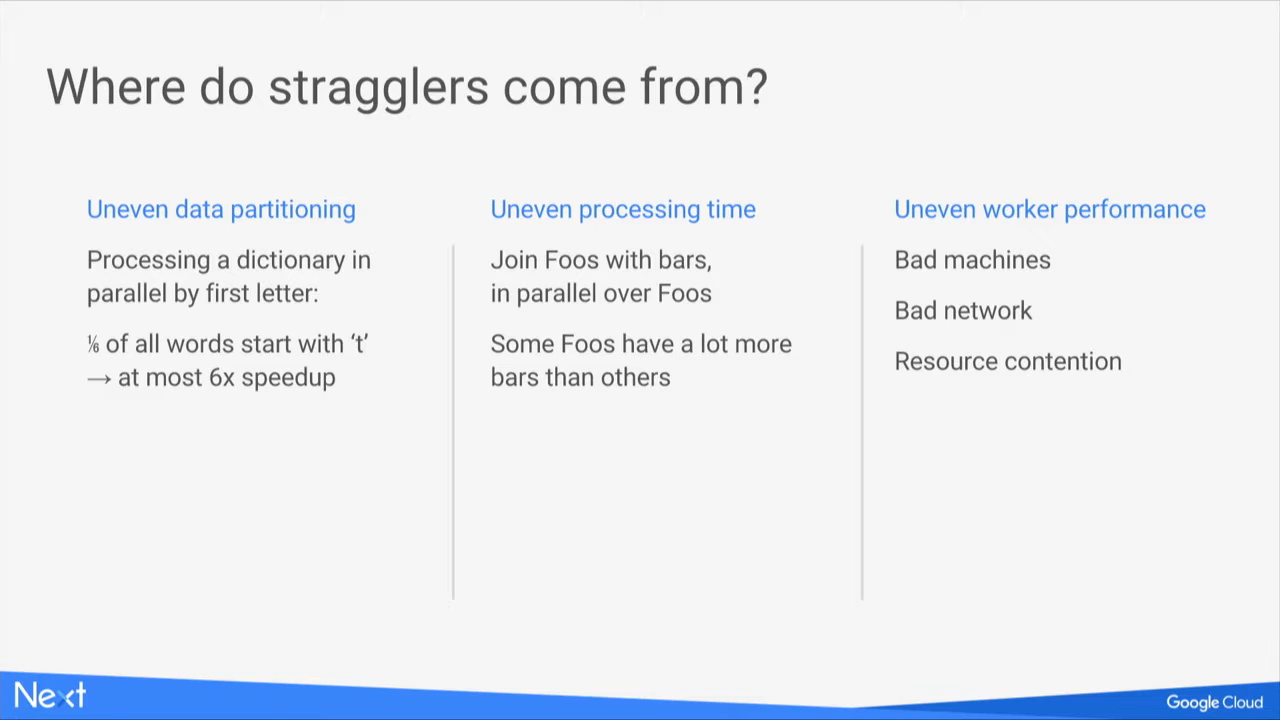 Where do stragglers come from?
Uneven data partitioning
Processing a dictionary in
parallel by first letter:
⅙ of all words start with ‘t’
→ at most 6x speedup
Uneven processing time
Join Foos with bars,
in parallel over Foos
Some Foos have a lot more
bars than others
Uneven worker performance
Bad machines
Bad network
Resource contention
Next
Google Cloud